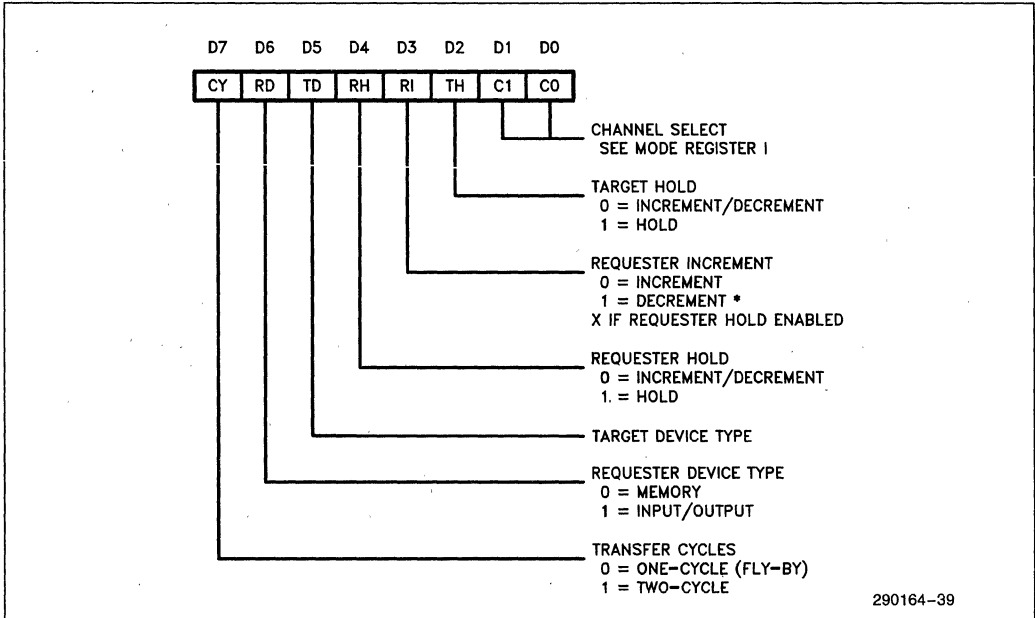 D7 D6 D5 D4 D3 D2 D1 D0
CY RD TD RH RI TH C1 C0
CHANNEL SELECT
SEE MODE REGISTER I
TARGET HOLD
0 = INCREMENT/DECREMENT
1 = HOLD
REQUESTER INCREMENT
0 = INCREMENT
1 = DECREMENT *
X IF REQUESTER HOLD ENABLED
REQUESTER HOLD
0 = INCREMENT/DECREMENT
1. = HOLD
TARGET DEVICE TYPE
REQUESTER DEVICE TYPE
0 = MEMORY
1 = INPUT/OUTPUT
TRANSFER CYCLES
0 = ONE-CYCLE (FLY-BY)
1 = TWO-CYCLE
290164-39